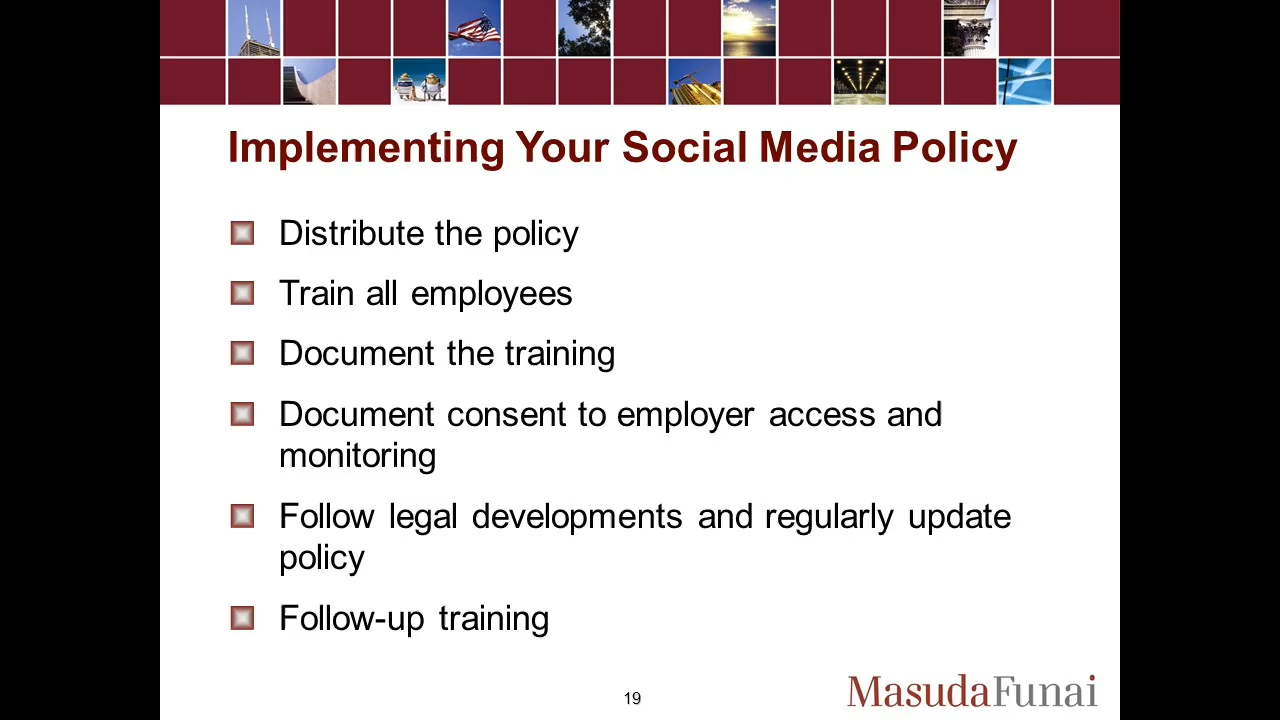 Implementing Your Social Media Policy
Distribute the policy
Train all employees
Document the training
Document consent to employer access and
monitoring
Follow legal developments and regularly update
policy
Follow-up training
19
MasudaFunai